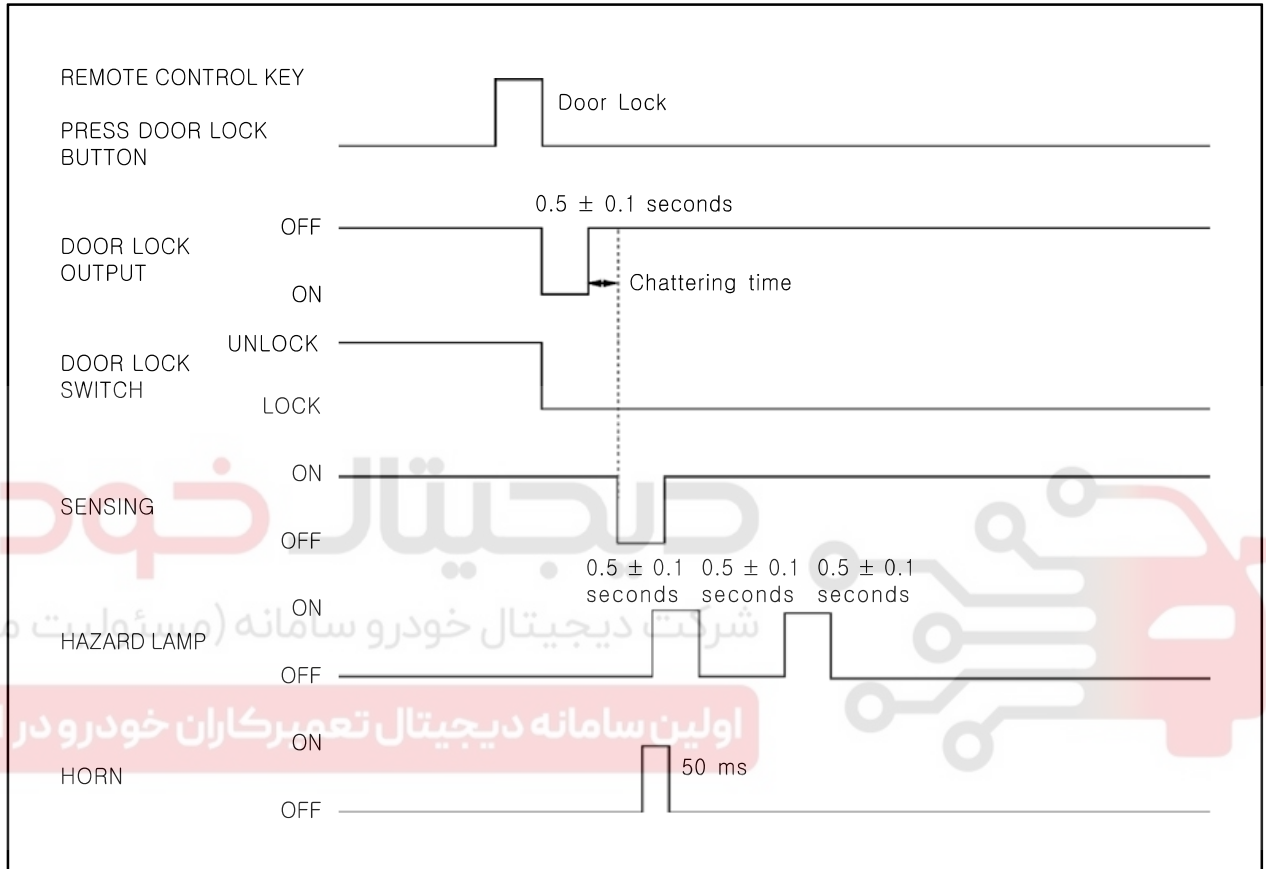 REMOTE CONTROL KEY
Door Lock
PRESS DOOR LOCK
BUTTON
0.5 ± 0.1 seconds
OFF
DOOR LOCK
OUTPUT
Chattering time
ON
UNLOCK
DOOR LOCK
SWITCH
LOCK
ON
SENSING
OFF
دیجیتال خودرو
0.5 ± 0.1 0.5 ± 0.1 0.5 ± 0.1
seconds seconds seconds
ON
شرکت دیجیتال خودرو سامانه (مسئولیت
HAZARD LAMP
OFF
اولین سامانه دیجیتال تعمیرکاران خودرو در
ON
HORN
50 ms
OFF